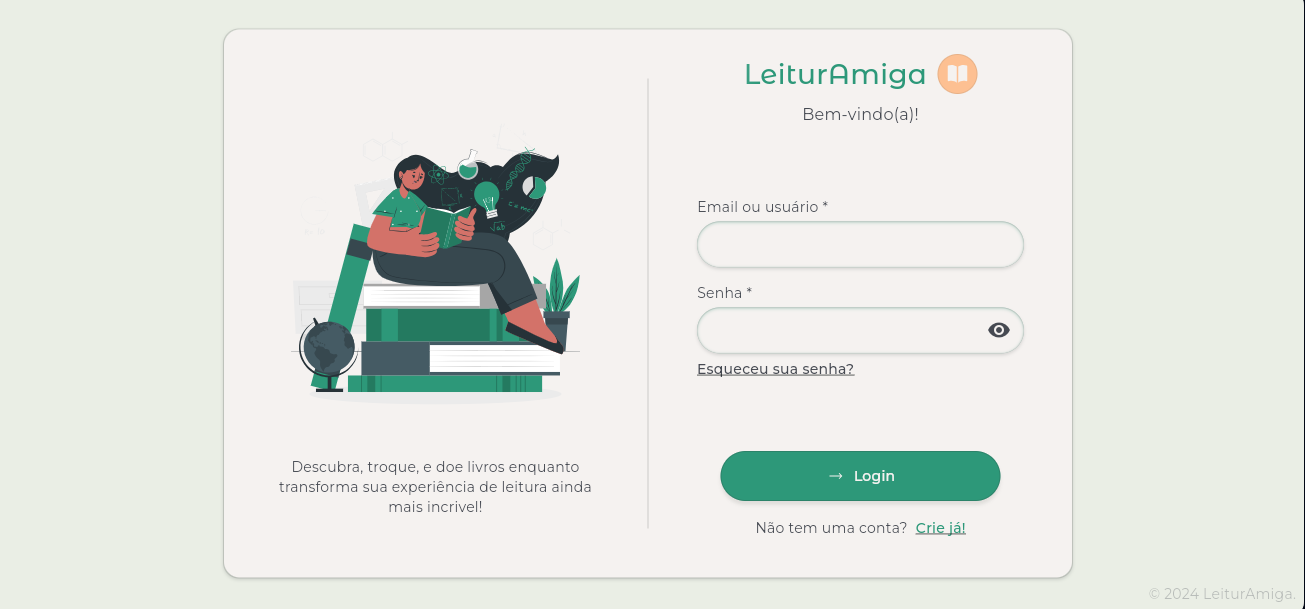 LeiturAmiga
Bem-vindo(a)!
Email ou usuário *
Senha *
Esqueceu sua senha?
→ Login
Não tem uma conta? Crie já!
Descubra, troque, e doe livros enquanto
transforma sua experiência de leitura ainda
mais incrivel!
© 2024 LeiturAmiga.